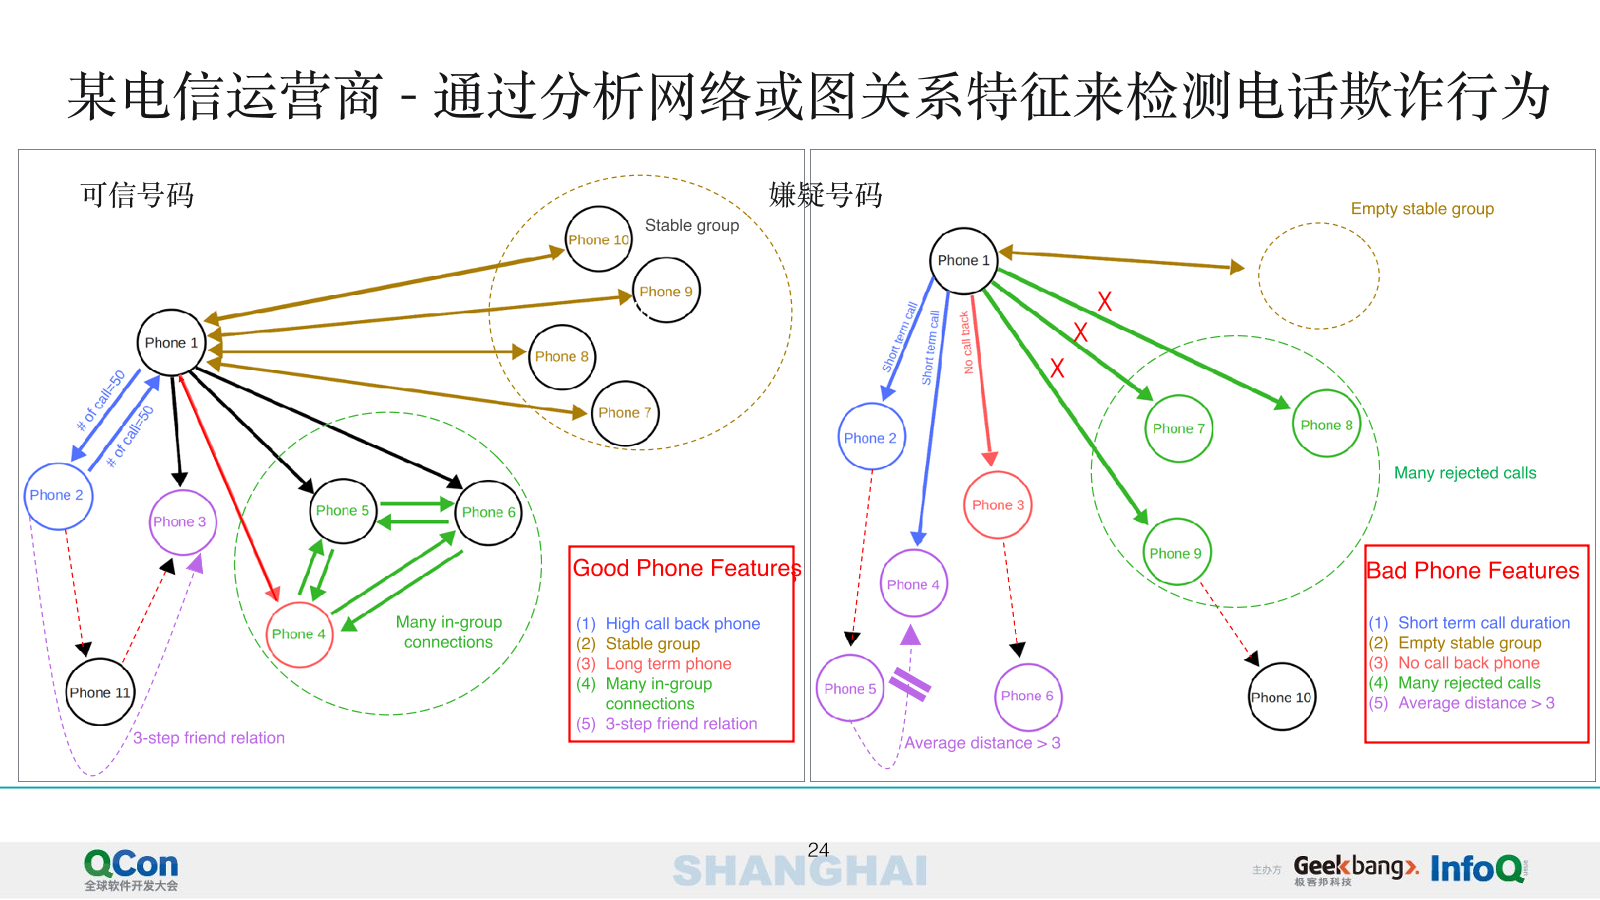 某电信运营商 - 通过分析网络或图关系特征来检测电话欺诈行为
可信号码
Stable group
Phone 10
Phone 9
Phone 1
Phone 8
Phone 7
# of call=50
# of call=50
Phone 2
Phone 3
Phone 5
Phone 6
Phone 4
Many in-group
connections
Phone 11
3-step friend relation
Good Phone Features
(1) High call back phone
(2) Stable group
(3) Long term phone
(4) Many in-group
connections
(5) 3-step friend relation
嫌疑号码
Empty stable group
Phone 1
X
X
X
Short term call
Short term call
No call back
Phone 2
Phone 7
Phone 8
Many rejected calls
Phone 3
Phone 9
Phone 4
Phone 5
Phone 6
Phone 10
Average distance > 3
Bad Phone Features
(1) Short term call duration
(2) Empty stable group
(3) No call back phone
(4) Many rejected calls
(5) Average distance > 3
QCon
全球软件开发大会
24
SHANGHAI
主办方
Geekbang>.
极客邦科技
InfoQ